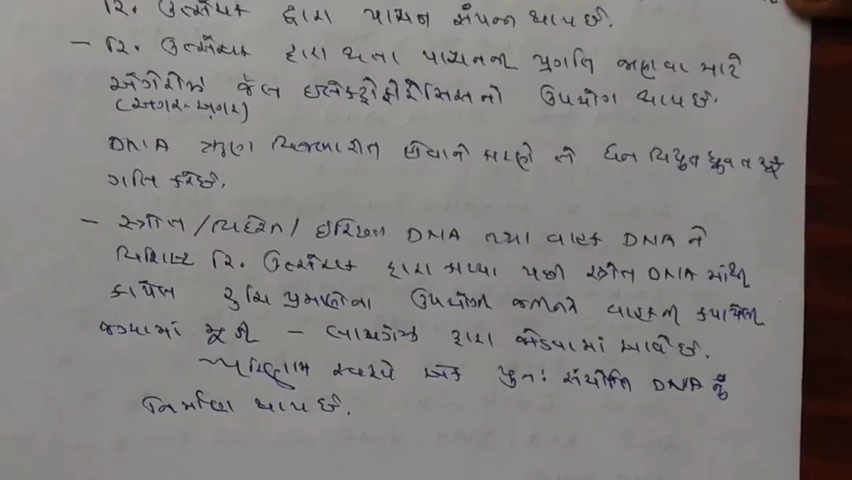 રિ. ઉત્સેચક દ્વારા પાચન સંપન્ન થાય છે.
- રિ. ઉત્સેચક દ્વારા થતા પાચનની પ્રગતિ જાણવા માટે
એગેરોઝ જેલ ઇલેક્ટ્રોફોરેસિસનો ઉપયોગ થાય છે.
(અગર-અગર)
DNA ઋણ વિજભારીત હોવાને કારણે તે ધન વિદ્યુત ધ્રુવ તરફ
ગતિ કરે છે.
- સ્ત્રોત / વિદેશી / ઇચ્છિત DNA તથા વાહક DNA ને
વિશિષ્ટ રિ. ઉત્સેચક દ્વારા કાપ્યા પછી સ્ત્રોત DNA માંથી
કાપેલ રુચિ પ્રમાણેના ઉપયોગી જનીનને વાહકની કપાયેલી
જગ્યામાં મૂકી - લાયગેઝ દ્વારા જોડવામાં આવે છે.
પરિણામ સ્વરૂપે એક પુનઃ સંયોજિત DNA નું
નિર્માણ થાય છે.